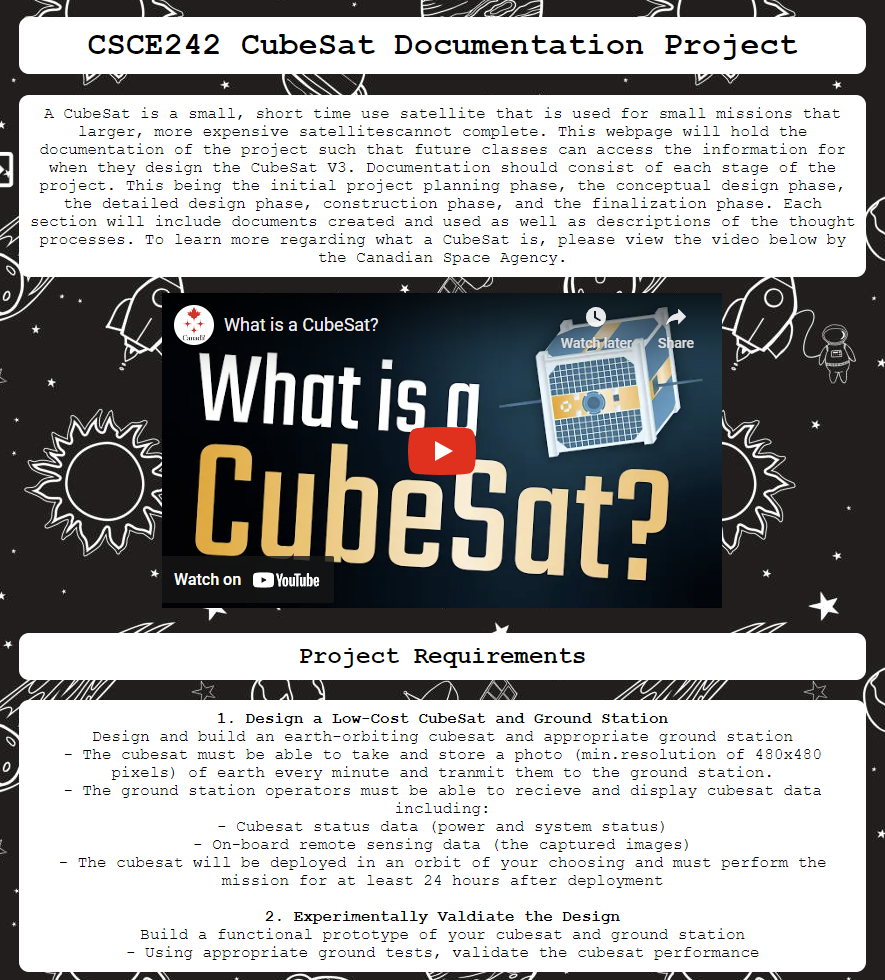 CSCE242 CubeSat Documentation Project
A CubeSat is a small, short time use satellite that is used for small missions that
larger, more expensive satellitescannot complete. This webpage will hold the
documentation of the project such that future classes can access the information for
when they design the CubeSat V3. Documentation should consist of each stage of the
project. This being the initial project planning phase, the conceptual design phase,
the detailed design phase, construction phase, and the finalization phase. Each
section will include documents created and used as well as descriptions of the thought
processes. To learn more regarding what a CubeSat is, please view the video below by
the Canadian Space Agency.
Canada
What is a CubeSat?
Watch later
Share
What is a
CubeSat?
Watch on YouTube
Project Requirements
1. Design a Low-Cost CubeSat and Ground Station
Design and build an earth-orbiting cubesat and appropriate ground station
- The cubesat must be able to take and store a photo (min.resolution of 480x480
pixels) of earth every minute and tranmit them to the ground station.
- The ground station operators must be able to recieve and display cubesat data
including:
- Cubesat status data (power and system status)
- On-board remote sensing data (the captured images)
- The cubesat will be deployed in an orbit of your choosing and must perform the
mission for at least 24 hours after deployment
2. Experimentally Valdiate the Design
Build a functional prototype of your cubesat and ground station
- Using appropriate ground tests, validate the cubesat performance